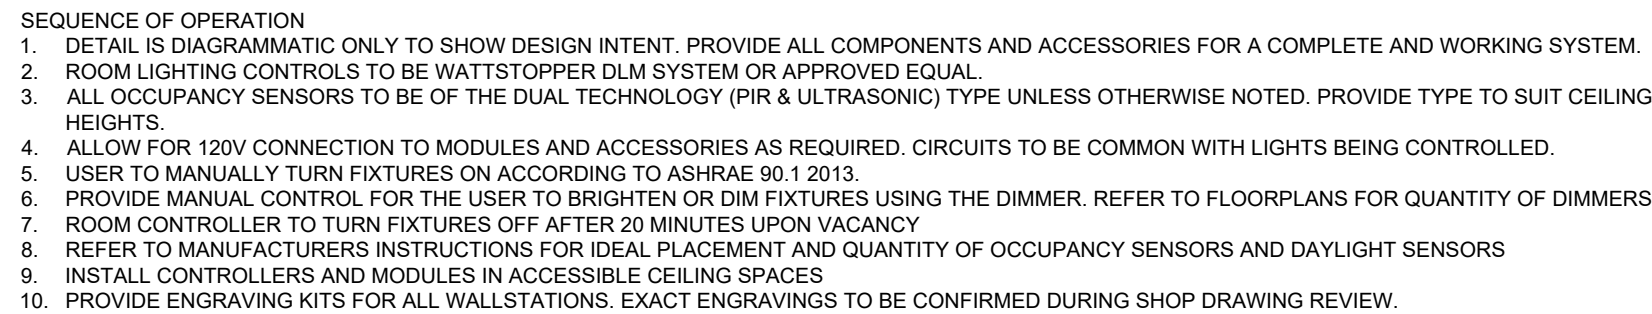 SEQUENCE OF OPERATION
1. DETAIL IS DIAGRAMMATIC ONLY TO SHOW DESIGN INTENT. PROVIDE ALL COMPONENTS AND ACCESSORIES FOR A COMPLETE AND WORKING SYSTEM.
2. ROOM LIGHTING CONTROLS TO BE WATTSTOPPER DLM SYSTEM OR APPROVED EQUAL.
3. ALL OCCUPANCY SENSORS TO BE OF THE DUAL TECHNOLOGY (PIR & ULTRASONIC) TYPE UNLESS OTHERWISE NOTED. PROVIDE TYPE TO SUIT CEILING
HEIGHTS.
4. ALLOW FOR 120V CONNECTION TO MODULES AND ACCESSORIES AS REQUIRED. CIRCUITS TO BE COMMON WITH LIGHTS BEING CONTROLLED.
5. USER TO MANUALLY TURN FIXTURES ON ACCORDING TO ASHRAE 90.1 2013.
6. PROVIDE MANUAL CONTROL FOR THE USER TO BRIGHTEN OR DIM FIXTURES USING THE DIMMER. REFER TO FLOORPLANS FOR QUANTITY OF DIMMERS
7. ROOM CONTROLLER TO TURN FIXTURES OFF AFTER 20 MINUTES UPON VACANCY
8. REFER TO MANUFACTURERS INSTRUCTIONS FOR IDEAL PLACEMENT AND QUANTITY OF OCCUPANCY SENSORS AND DAYLIGHT SENSORS
9. INSTALL CONTROLLERS AND MODULES IN ACCESSIBLE CEILING SPACES
10. PROVIDE ENGRAVING KITS FOR ALL WALLSTATIONS. EXACT ENGRAVINGS TO BE CONFIRMED DURING SHOP DRAWING REVIEW.